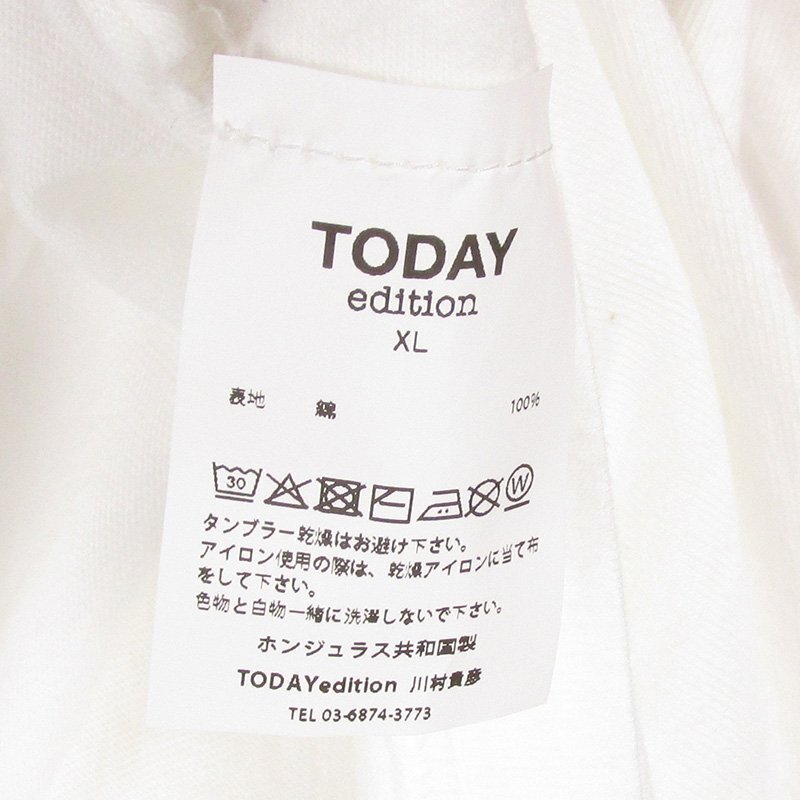 TODAY
edition
XL
表地 綿 100%
30 W
タンブラー乾燥はお避け下さい。
アイロン使用の際は、乾燥アイロンに当て布
をして下さい。
色物と白物一緒に洗濯しないで下さい。
ホンジュラス共和国製
TODAYedition 川村貴彦
TEL 03-6874-3773